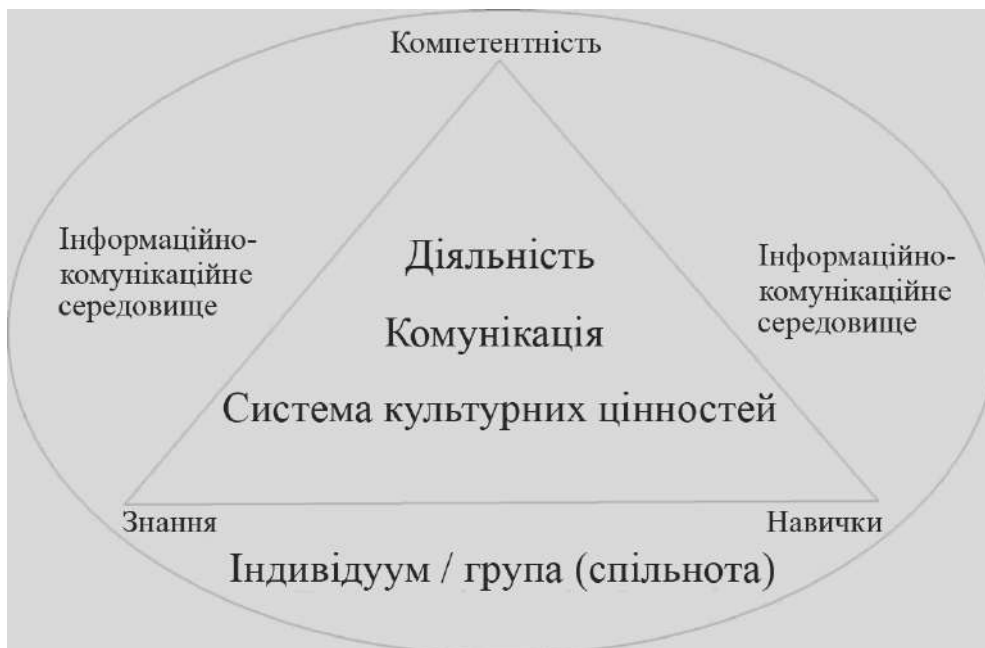 Компетентність
Інформаційно-
комунікаційне
середовище
Діяльність
Комунікація
Система культурних цінностей
Інформаційно-
комунікаційне
середовище
Знання
Навички
Індивідуум / група (спільнота)